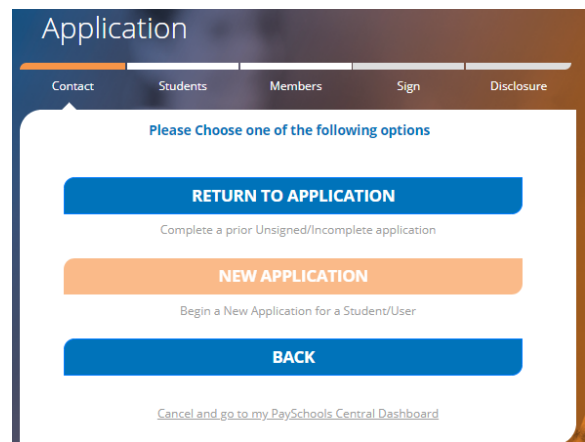 Application
Contact Students Members Sign Disclosure
Please Choose one of the following options
RETURN TO APPLICATION
Complete a prior Unsigned/Incomplete application
NEW APPLICATION
Begin a New Application for a Student/User
BACK
Cancel and go to my PaySchools Central Dashboard